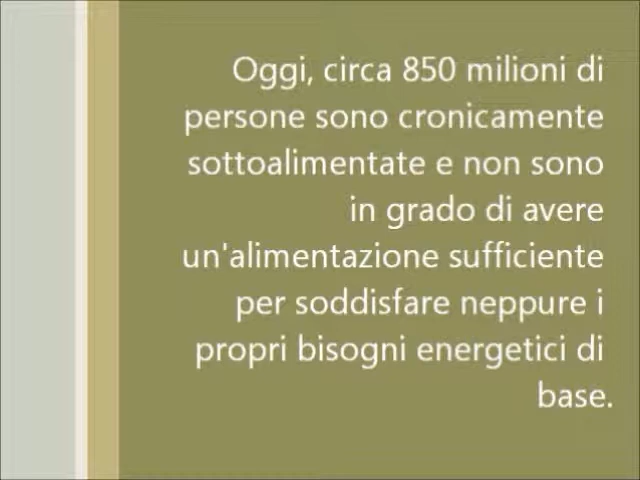 Oggi, circa 850 milioni di
persone sono cronicamente
sottoalimentate e non sono
in grado di avere
un'alimentazione sufficiente
per soddisfare neppure i
propri bisogni energetici di
base.